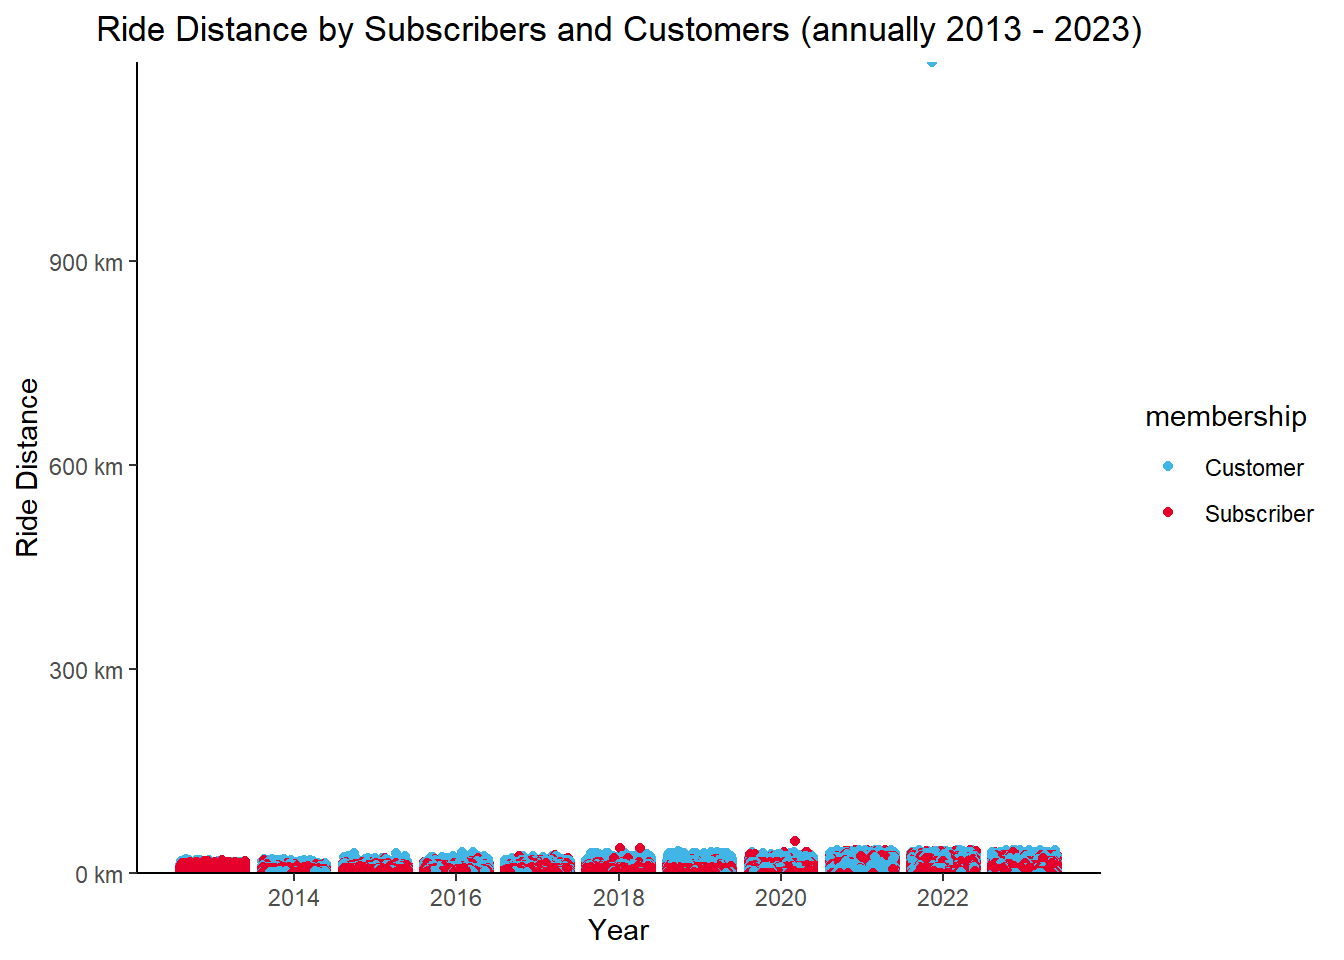 Ride Distance by Subscribers and Customers (annually 2013 - 2023)
900 km
600 km
300 km
0 km
Ride Distance
2014
2016
2018
2020
2022
Year
membership
Customer
Subscriber